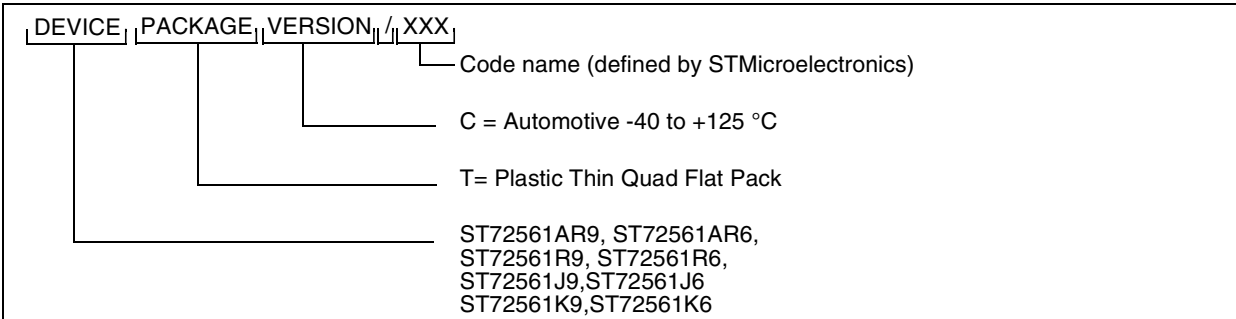 DEVICE PACKAGE VERSION / XXX
Code name (defined by STMicroelectronics)
C = Automotive -40 to +125 °C
T= Plastic Thin Quad Flat Pack
ST72561AR9, ST72561AR6,
ST72561R9, ST72561R6,
ST72561J9,ST72561J6
ST72561K9,ST72561K6